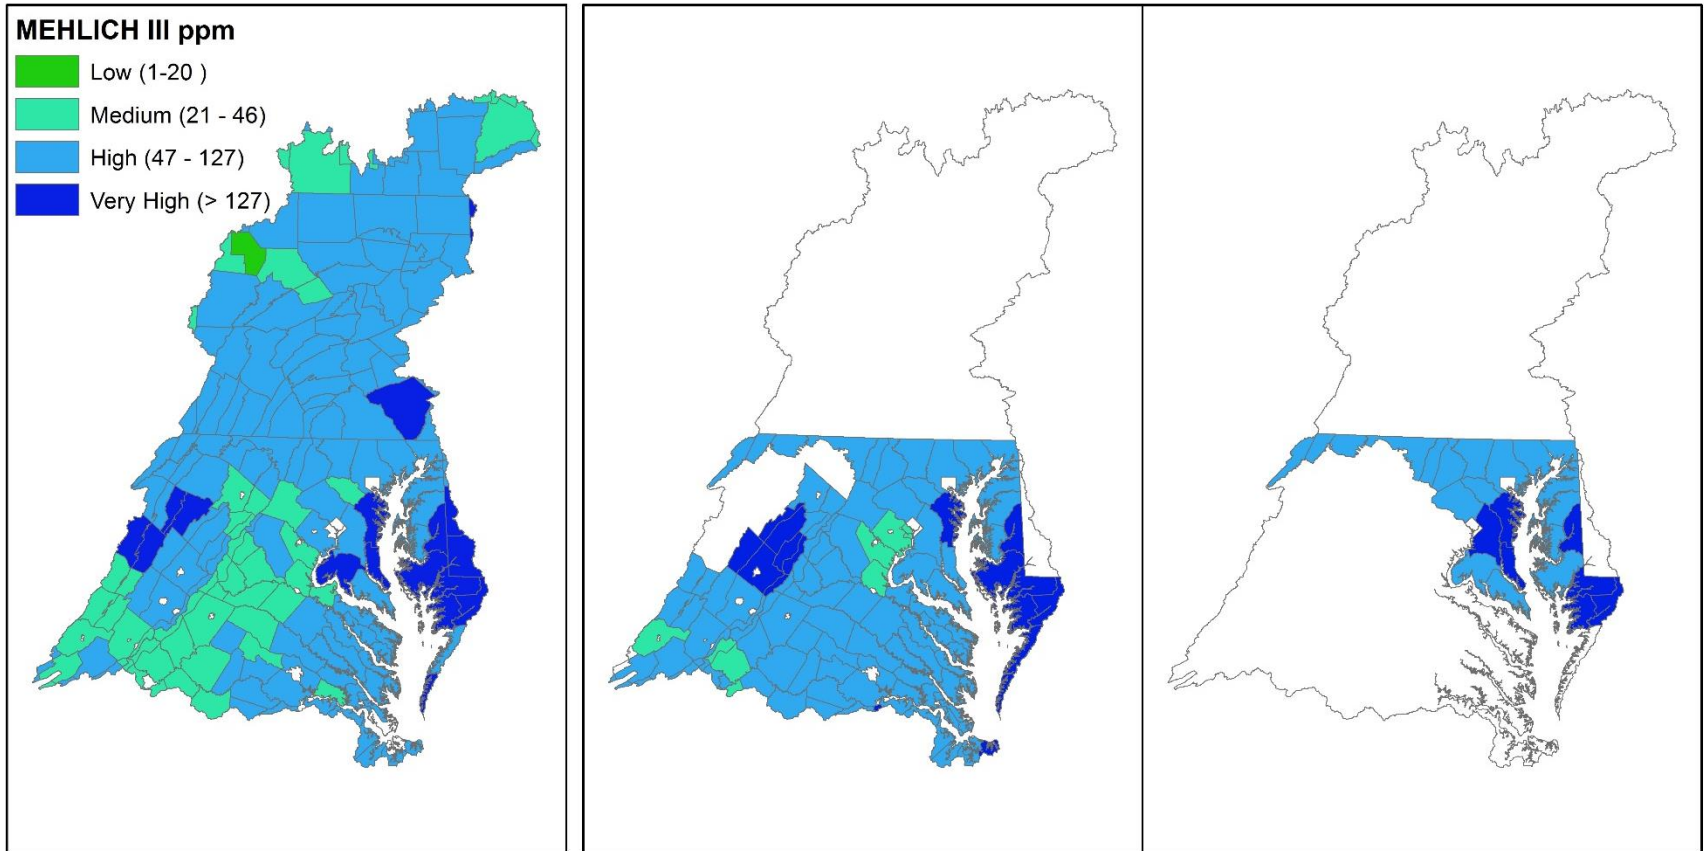 MEHLICH III ppm
Low (1-20 )
Medium (21 - 46)
High (47 - 127)
Very High (> 127)